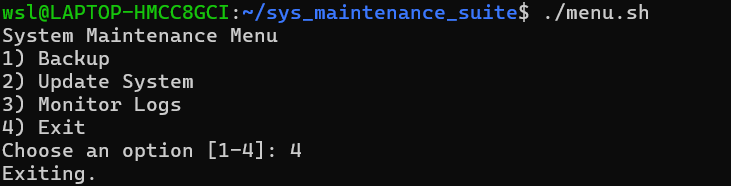 wsl@LAPTOP-HMCC8GCI:~/sys_maintenance_suite$ ./menu.sh
System Maintenance Menu
1) Backup
2) Update System
3) Monitor Logs
4) Exit
Choose an option [1-4]: 4
Exiting.